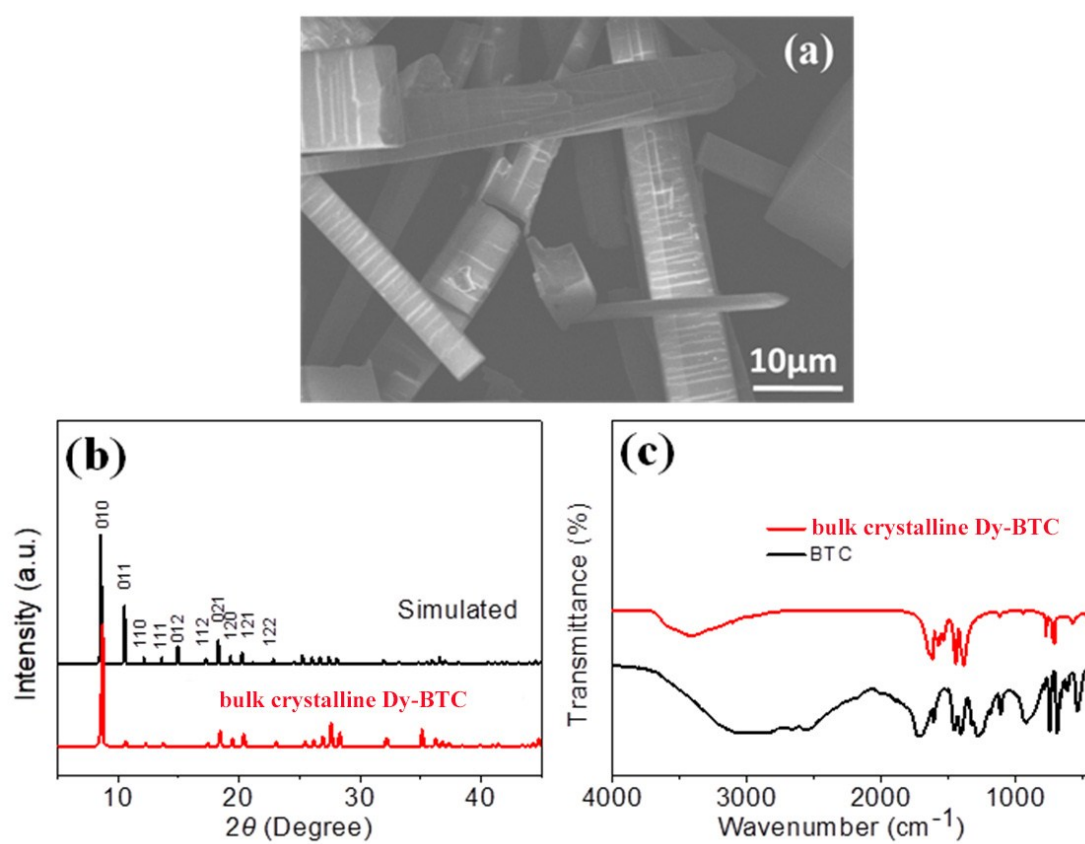 (a)
10μm
(b)
010
011
110
111
012
112
021
120
121
122
Simulated
bulk crystalline Dy-BTC
Intensity (a.u.)
10 20 30 40
2θ (Degree)
(c)
bulk crystalline Dy-BTC
BTC
Transmittance (%)
4000 3000 2000 1000
Wavenumber (cm⁻¹)